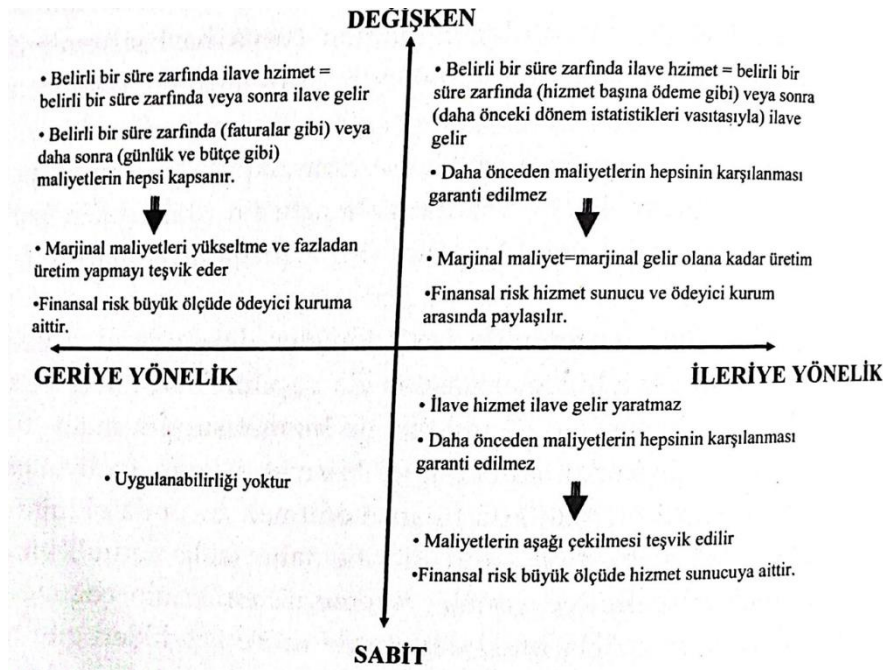 DEĞİŞKEN
• Belirli bir süre zarfında ilave hzimet =
belirli bir süre zarfında veya sonra ilave gelir
• Belirli bir süre zarfında (faturalar gibi) veya
daha sonra (günlük ve bütçe gibi)
maliyetlerin hepsi kapsanır.
• Marjinal maliyetleri yükseltme ve fazladan
üretim yapmayı teşvik eder
•Finansal risk büyük ölçüde ödeyici kuruma
aittir.
• Belirli bir süre zarfında ilave hzimet = belirli bir
süre zarfında (hizmet başına ödeme gibi) veya sonra
(daha önceki dönem istatistikleri vasıtasıyla) ilave
gelir
• Daha önceden maliyetlerin hepsinin karşılanması
garanti edilmez
• Marjinal maliyet=marjinal gelir olana kadar üretim
•Finansal risk hizmet sunucu ve ödeyici kurum
arasında paylaşılır.
GERİYE YÖNELİK
İLERİYE YÖNELİK
• Uygulanabilirliği yoktur
• İlave hizmet ilave gelir yaratmaz
• Daha önceden maliyetlerin hepsinin karşılanması
garanti edilmez
• Maliyetlerin aşağı çekilmesi teşvik edilir
•Finansal risk büyük ölçüde hizmet sunucuya aittir.
SABİT